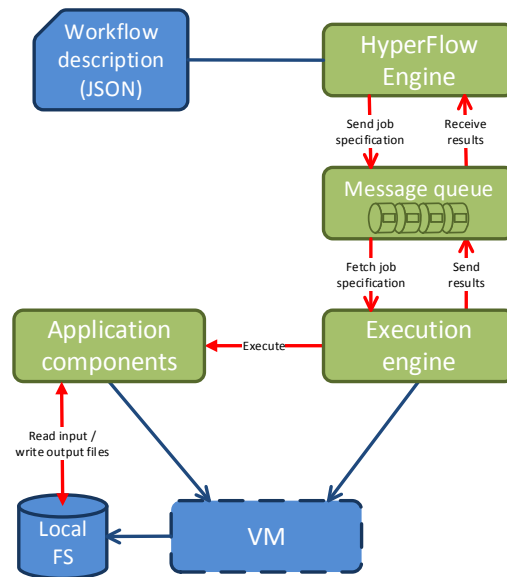 Workflow
description
(JSON)
HyperFlow
Engine
Send job
specification
Receive
results
Message queue
Fetch job
specification
Send
results
Application
components
Execute
Execution
engine
Read input /
write output files
Local
FS
VM